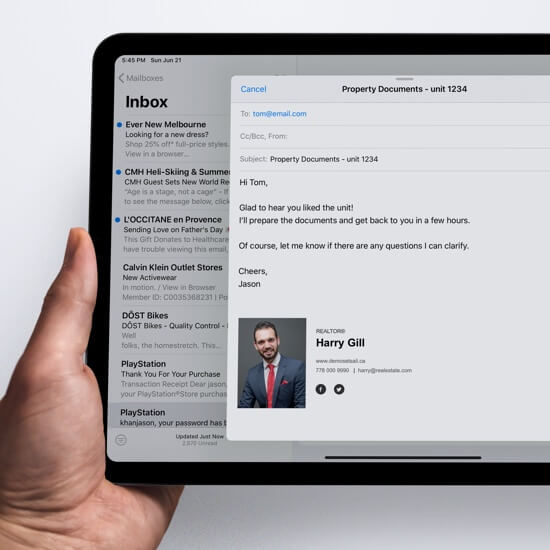 5:45 PM Sun Jun 21
Mailboxes
Inbox
Ever New Melbourne
Looking for a new dress?
Shop 25% off* full-price styles.
View in a browser...
CMH Heli-Skiing & Summer
CMH Guest Sets New World Re
"Age is a stage, not a cage" - If
to see the message below, click
L'OCCITANE en Provence
Sending Love on Father's Day
This Gift Donates to Healthcare
have trouble viewing this email,
Calvin Klein Outlet Stores
New Activewear
In motion. / View in Browser
Member ID: C0035368231 | Po
DŌST Bikes
DŌST Bikes - Quality Control -
Well
folks, the homestretch. This...
PlayStation
Thank You For Your Purchase
Transaction Receipt Dear jason,
your PlayStation®Store purchas
PlayStation
khanjason, your password has b
Updated Just Now
2,870 Unread
Cancel
Property Documents - unit 1234
To: tom@email.com
Cc/Bcc, From:
Subject: Property Documents - unit 1234
Hi Tom,
Glad to hear you liked the unit!
I'll prepare the documents and get back to you in a few hours.
Of course, let me know if there are any questions I can clarify.
Cheers,
Jason
REALTOR®
Harry Gill
www.demosetsail.ca
778 000 9990 | harry@realestate.com